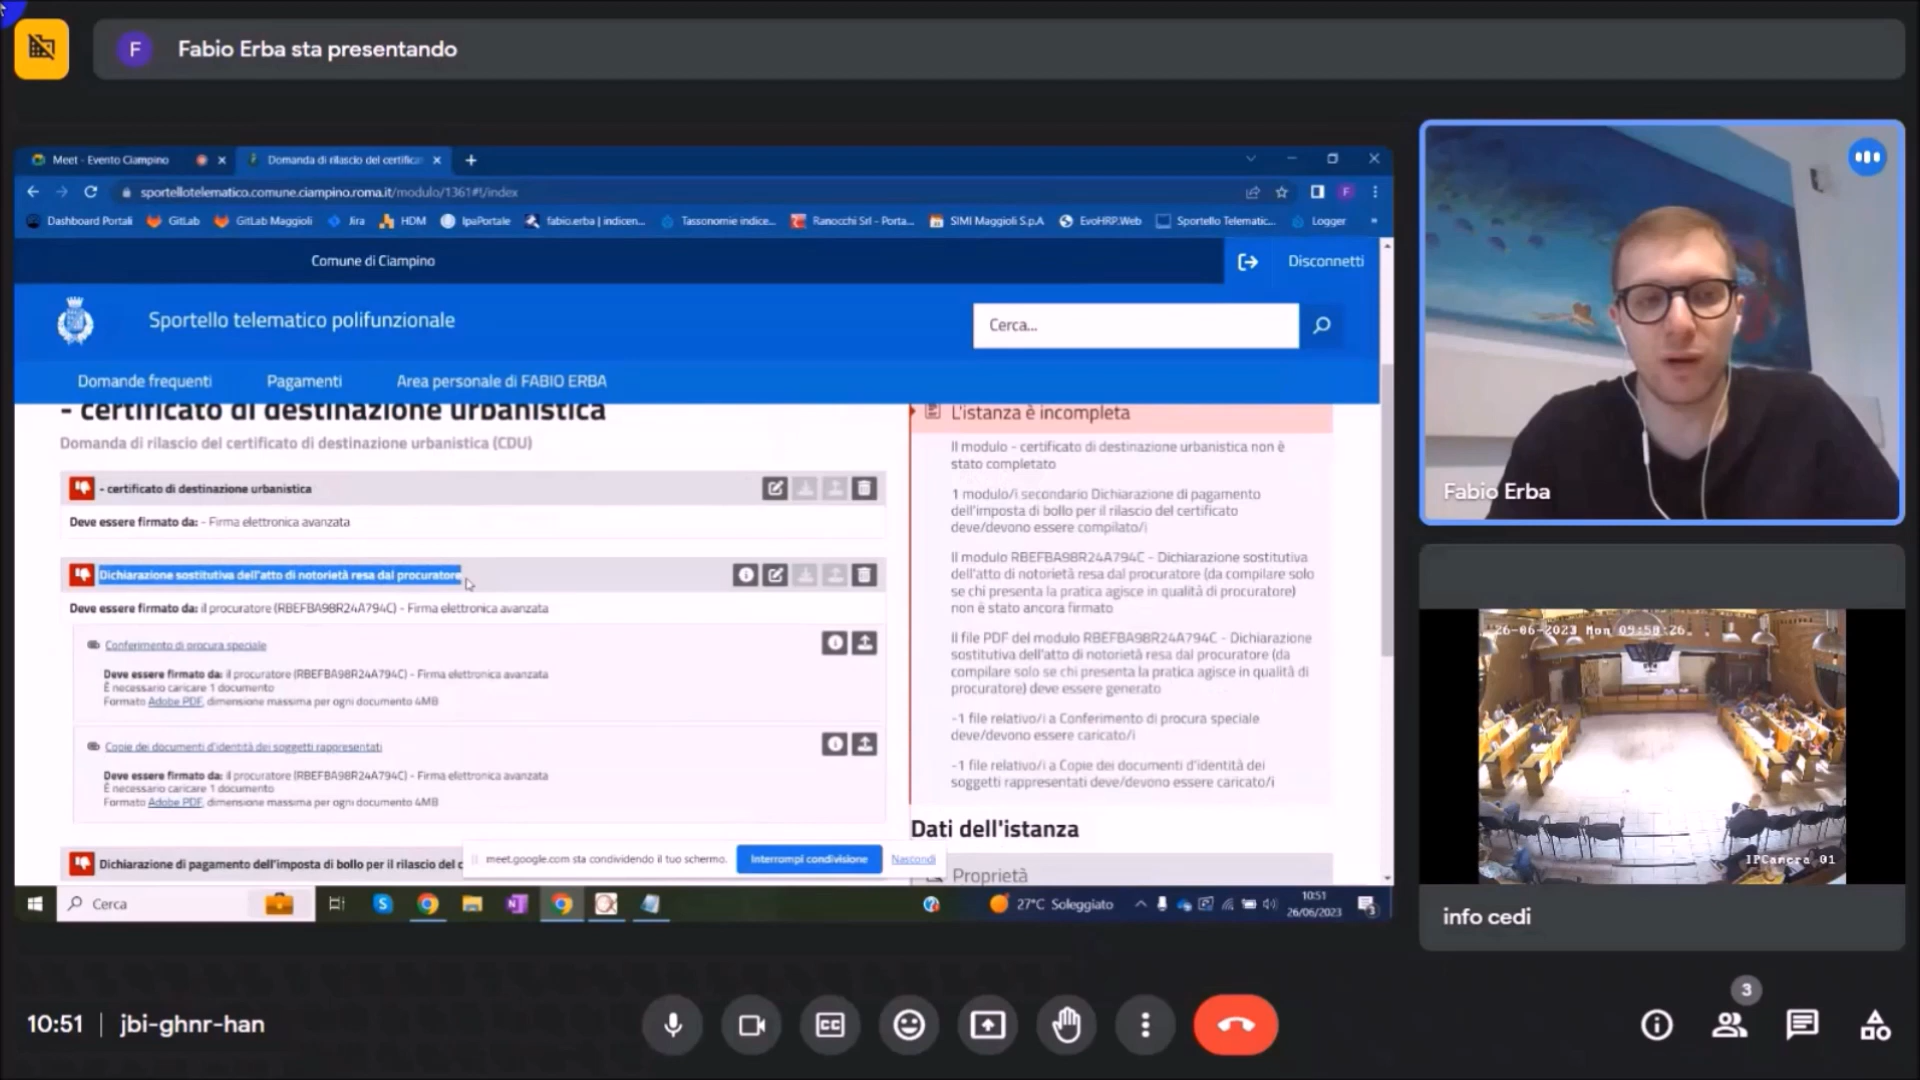 F Fabio Erba sta presentando
Meet - Evento Ciampino
Domanda di rilascio del certific
sportellotelematico.comune.ciampino.roma.it/modulo/1361#!/index
F
Dashboard Portali GitLab GitLab Maggioli Jira HDM IpaPortale fabio.erba | indicen... Tassonomie indice... Ranocchi Srl - Porta... SIMI Maggioli S.p.A EvoHRP.Web Sportello Telematic... Logger »
Comune di Ciampino
Disconnetti
Sportello telematico polifunzionale
Cerca...
Domande frequenti Pagamenti Area personale di FABIO ERBA
- certificato di destinazione urbanistica
Domanda di rilascio del certificato di destinazione urbanistica (CDU)
- certificato di destinazione urbanistica
Deve essere firmato da: - Firma elettronica avanzata
Dichiarazione sostitutiva dell'atto di notorietà resa dal procuratore
Deve essere firmato da: il procuratore (RBEFBA98R24A794C) - Firma elettronica avanzata
Conferimento di procura speciale
Deve essere firmato da: il procuratore (RBEFBA98R24A794C) - Firma elettronica avanzata
È necessario caricare 1 documento
Formato Adobe PDF, dimensione massima per ogni documento 4MB
Copie dei documenti d'identità dei soggetti rappresentati
Deve essere firmato da: il procuratore (RBEFBA98R24A794C) - Firma elettronica avanzata
È necessario caricare 1 documento
Formato Adobe PDF, dimensione massima per ogni documento 4MB
Dichiarazione di pagamento dell'imposta di bollo per il rilascio del c
L'istanza è incompleta
Il modulo - certificato di destinazione urbanistica non è
stato completato
1 modulo/i secondario Dichiarazione di pagamento
dell'imposta di bollo per il rilascio del certificato
deve/devono essere compilato/i
Il modulo RBEFBA98R24A794C - Dichiarazione sostitutiva
dell'atto di notorietà resa dal procuratore (da compilare solo
se chi presenta la pratica agisce in qualità di procuratore)
non è stato ancora firmato
Il file PDF del modulo RBEFBA98R24A794C - Dichiarazione
sostitutiva dell'atto di notorietà resa dal procuratore (da
compilare solo se chi presenta la pratica agisce in qualità di
procuratore) deve essere generato
-1 file relativo/i a Conferimento di procura speciale
deve/devono essere caricato/i
-1 file relativo/i a Copie dei documenti d'identità dei
soggetti rappresentati deve/devono essere caricato/i
Dati dell'istanza
Proprietà
meet.google.com sta condividendo il tuo schermo. Interrompi condivisione Nascondi
Cerca
27°C Soleggiato
10:51
26/06/2023
3
Fabio Erba
26-06-2023 Mon 09:50:26
IPCamera 01
info cedi
10:51 | jbi-ghnr-han
CC
3